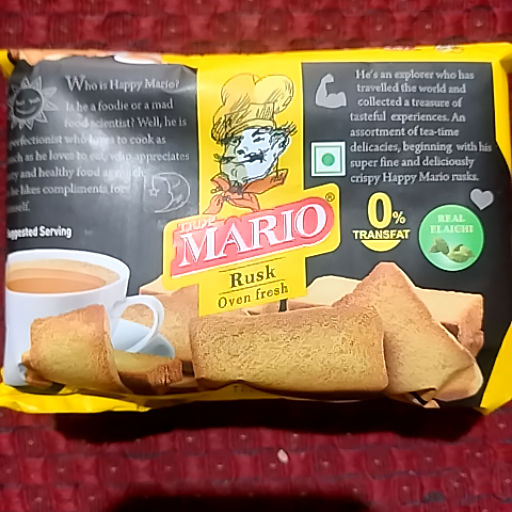 Who is Happy Mario?
Is he a foodie or a mad
food scientist? Well, he is
perfectionist who loves to cook as
much as he loves to eat, who appreciates
and healthy food as much
he likes compliments for
Suggested Serving
MARIO®
Rusk
Oven fresh
He's an explorer who has
travelled the world and
collected a treasure of
tasteful experiences. An
assortment of tea-time
delicacies, beginning with his
super fine and deliciously
crispy Happy Mario rusks.
0%
TRANSFAT
REAL
ELAICHI